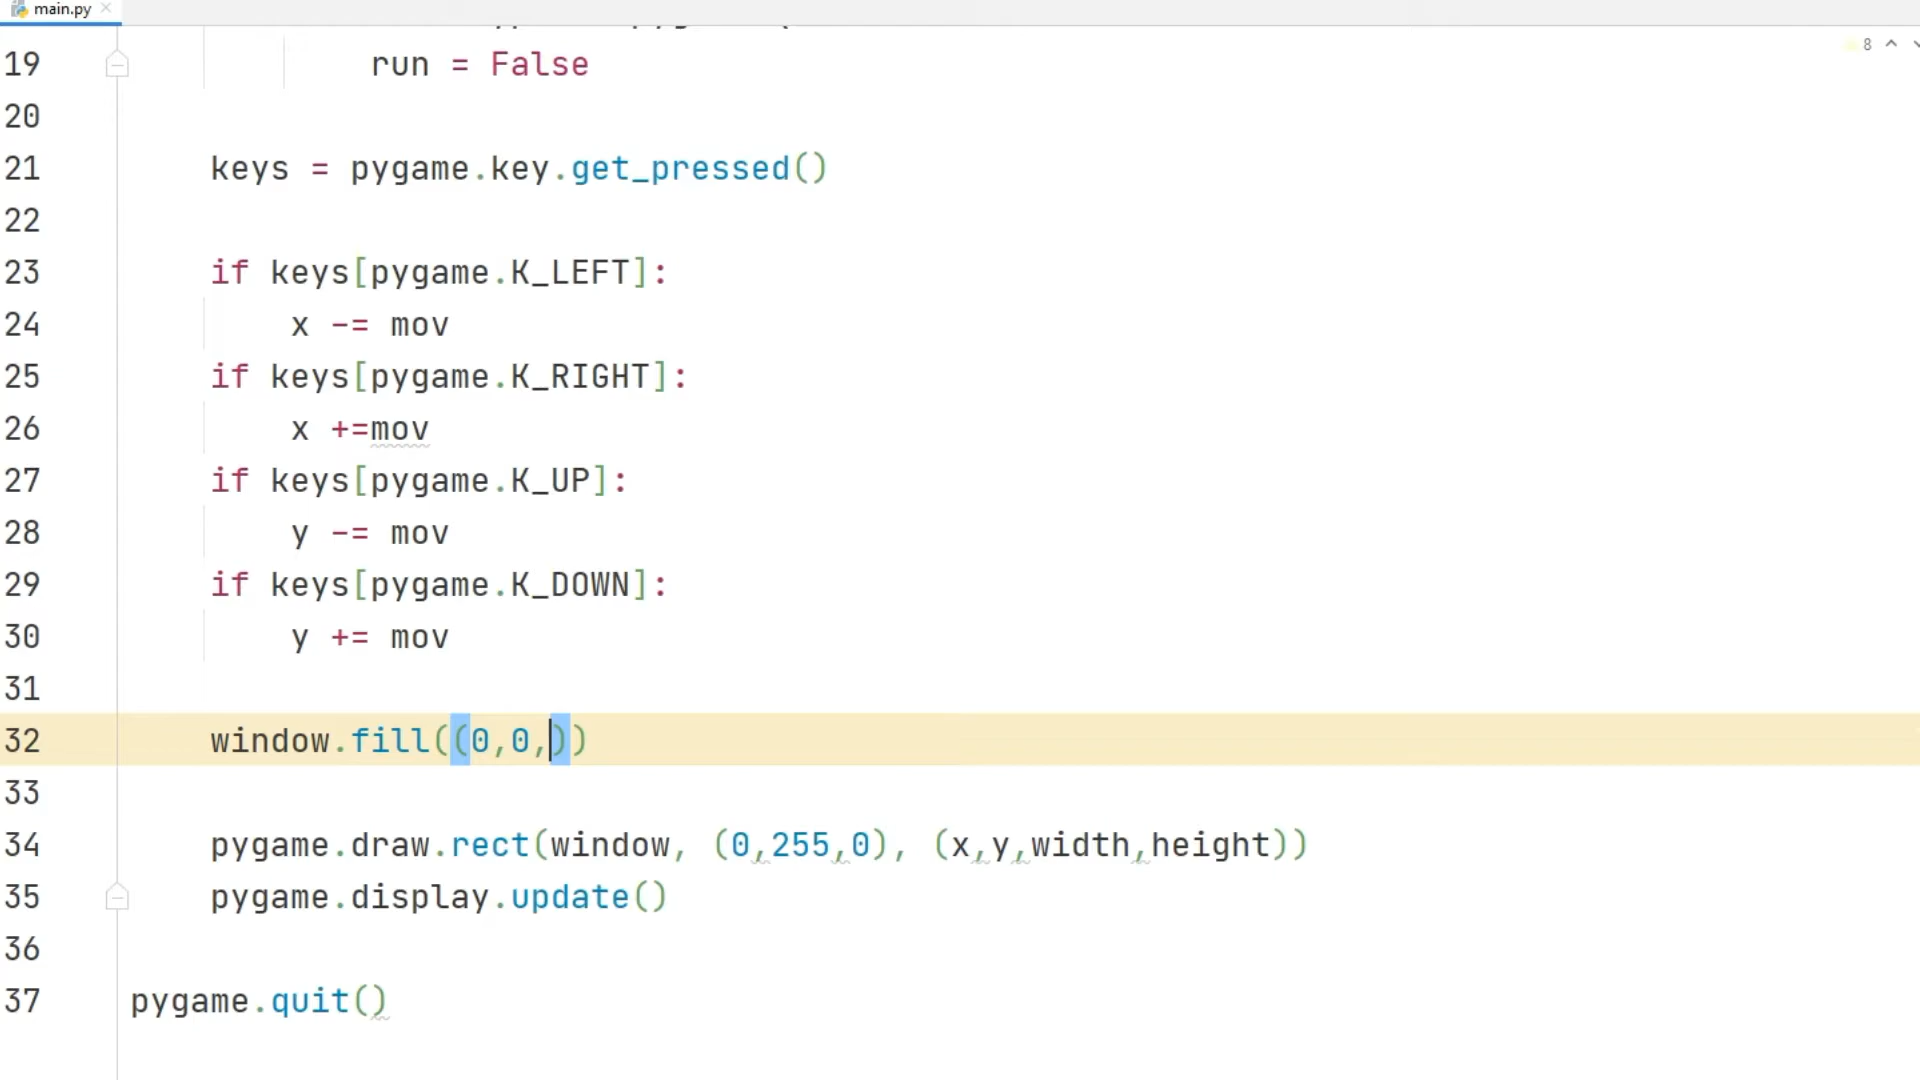 main.py
8
19 run = False
20
21 keys = pygame.key.get_pressed()
22
23 if keys[pygame.K_LEFT]:
24 x -= mov
25 if keys[pygame.K_RIGHT]:
26 x +=mov
27 if keys[pygame.K_UP]:
28 y -= mov
29 if keys[pygame.K_DOWN]:
30 y += mov
31
32 window.fill((0,0,))
33
34 pygame.draw.rect(window, (0,255,0), (x,y,width,height))
35 pygame.display.update()
36
37 pygame.quit()